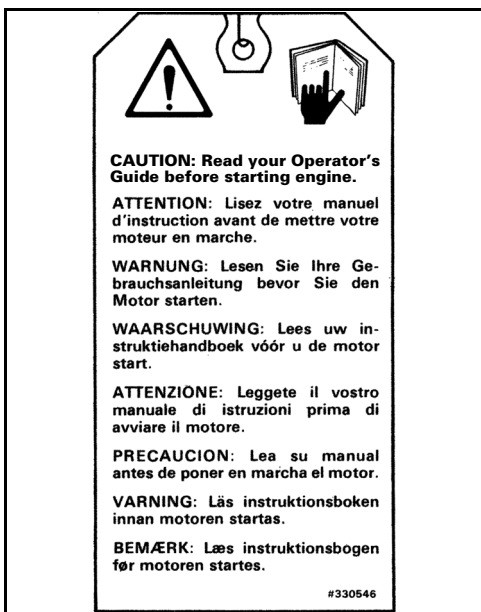 CAUTION: Read your Operator's
Guide before starting engine.
ATTENTION: Lisez votre manuel
d'instruction avant de mettre votre
moteur en marche.
WARNUNG: Lesen Sie Ihre Ge-
brauchsanleitung bevor Sie den
Motor starten.
WAARSCHUWING: Lees uw in-
struktiehandboek vóór u de motor
start.
ATTENZIONE: Leggete il vostro
manuale di istruzioni prima di
avviare il motore.
PRECAUCION: Lea su manual
antes de poner en marcha el motor.
VARNING: Läs instruktionsboken
innan motoren startas.
BEMÆRK: Læs instruktionsbogen
før motoren startes.
#330546